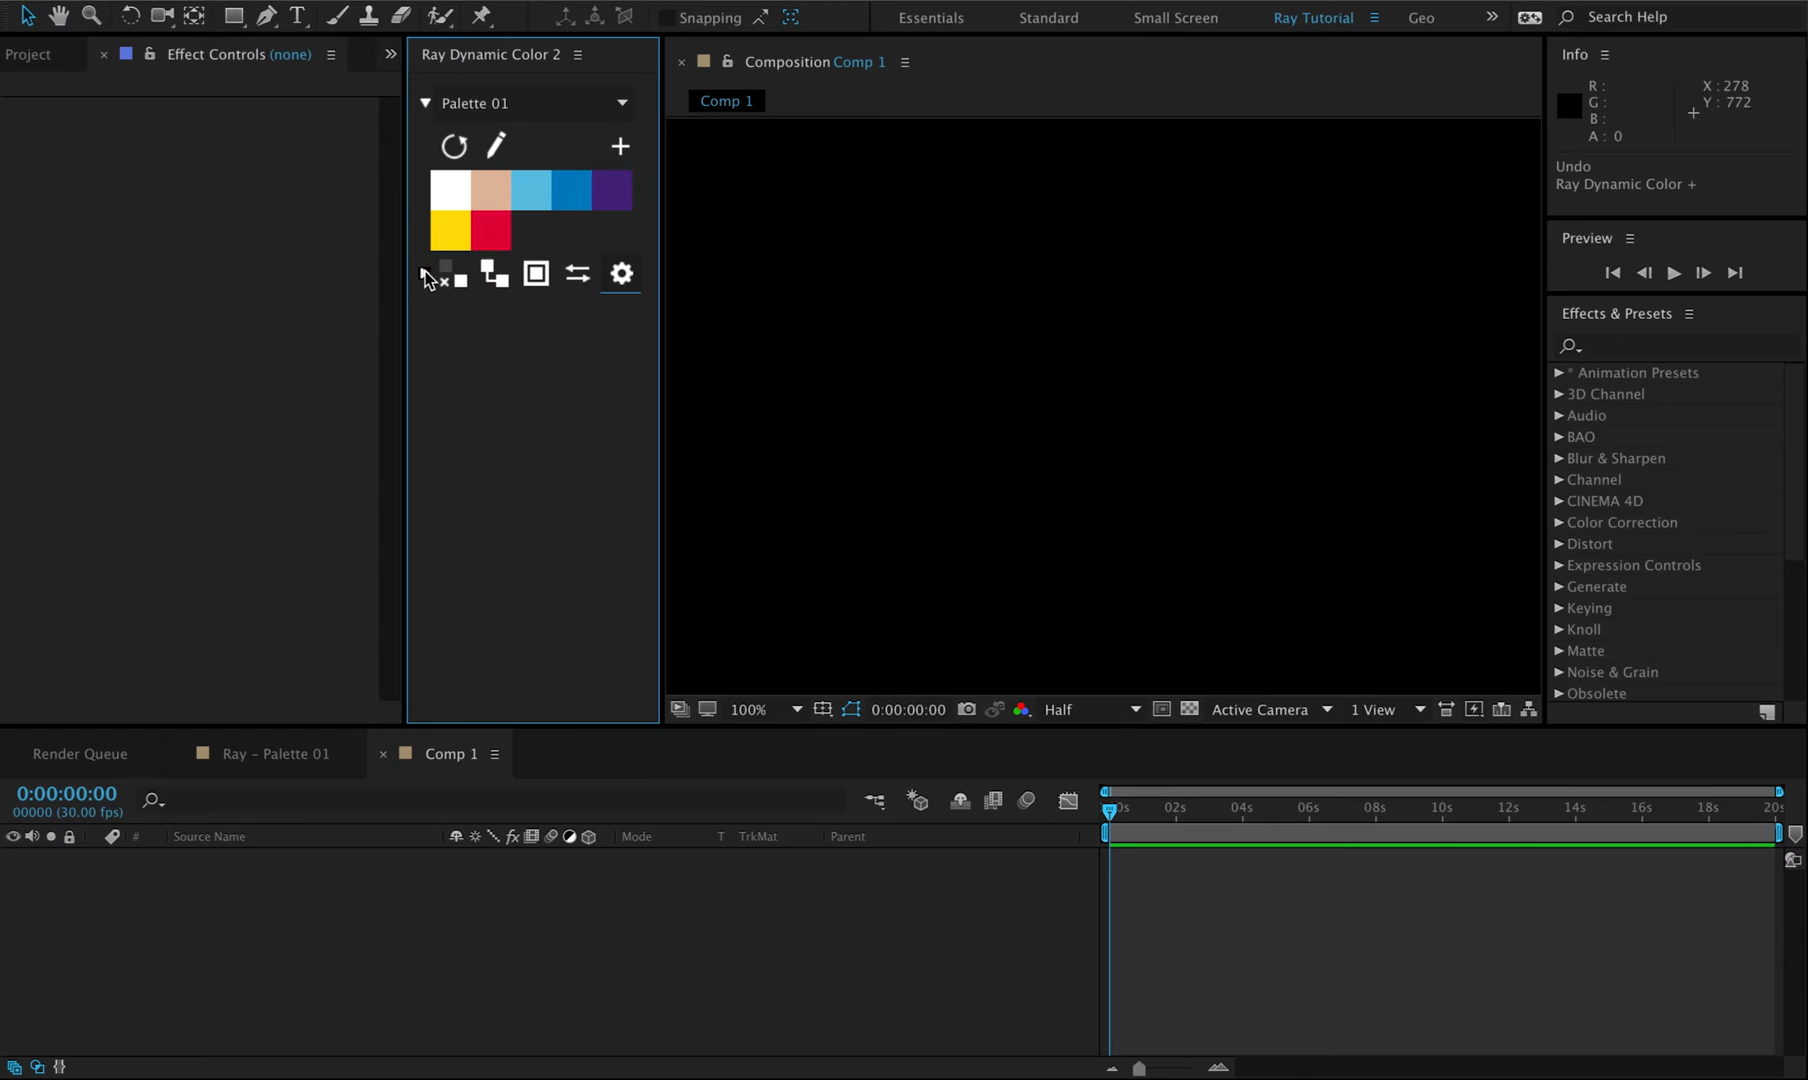 Snapping
Essentials
Standard
Small Screen
Ray Tutorial
Geo
Search Help
Project
Effect Controls (none)
Ray Dynamic Color 2
Palette 01
Composition Comp 1
Comp 1
Info
R :
G :
B :
A : 0
X : 278
Y : 772
Undo
Ray Dynamic Color +
Preview
Effects & Presets
* Animation Presets
3D Channel
Audio
BAO
Blur & Sharpen
Channel
CINEMA 4D
Color Correction
Distort
Expression Controls
Generate
Keying
Knoll
Matte
Noise & Grain
Obsolete
100%
0:00:00:00
Half
Active Camera
1 View
Render Queue
Ray – Palette 01
Comp 1
0:00:00:00
00000 (30.00 fps)
# Source Name
fx
Mode
T TrkMat
Parent
0s 02s 04s 06s 08s 10s 12s 14s 16s 18s 20s